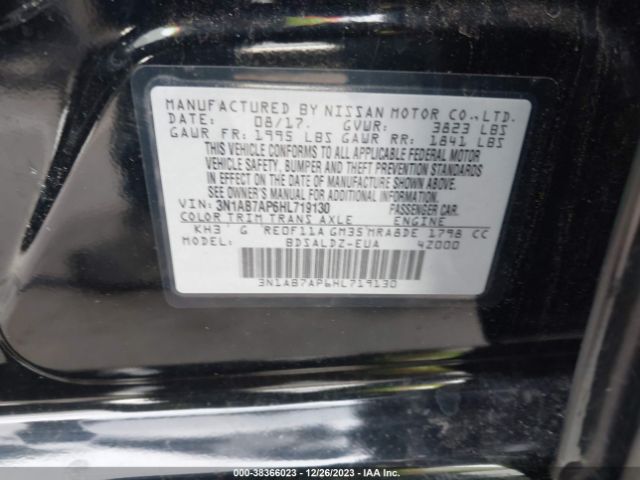 MANUFACTURED BY NISSAN MOTOR CO.,LTD.
DATE: 08/17. GVWR: 3823 LBS
GAWR FR: 1995 LBS GAWR RR: 1841 LBS
THIS VEHICLE CONFORMS TO ALL APPLICABLE FEDERAL MOTOR
VEHICLE SAFETY, BUMPER AND THEFT PREVENTION STANDARDS
IN EFFECT ON THE DATE OF MANUFACTURE SHOWN ABOVE.
SEE OWNER'S MANUAL FOR ADDITIONAL INFORMATION.
VIN: 3N1AB7AP6HL719130 PASSENGER CAR.
COLOR TRIM TRANS AXLE ENGINE
KH3 G RE0F11A GM35 MRA8DE 1798 CC
MODEL: BDSALDZ-EUA 42000
3N1AB7AP6HL719130
000-38366023 — 12/26/2023 — COPYRIGHT IAA, LLC.